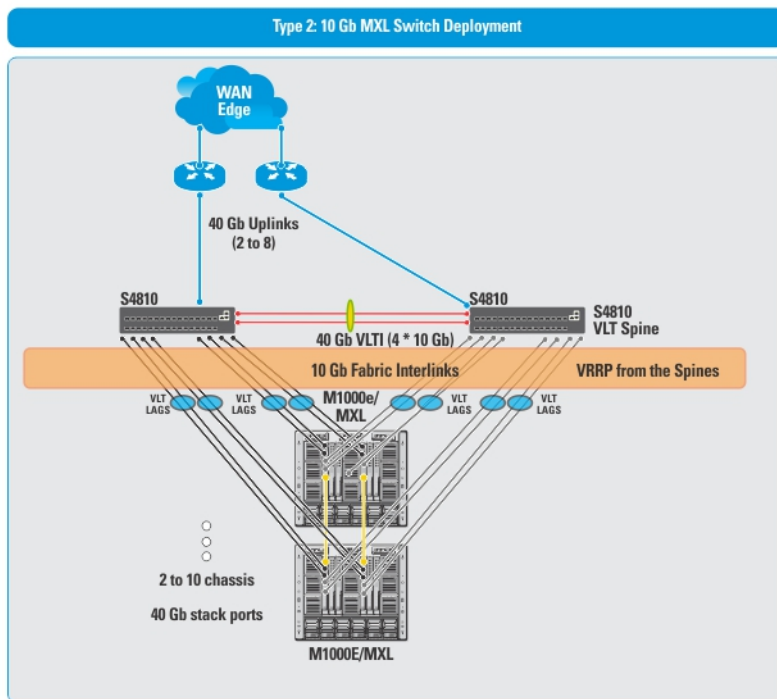 Type 2: 10 Gb MXL Switch Deployment
WAN
Edge
40 Gb Uplinks
(2 to 8)
S4810
S4810
S4810
VLT Spine
40 Gb VLTI (4 * 10 Gb)
10 Gb Fabric Interlinks
VRRP from the Spines
VLT
LAGS
VLT
LAGS
M1000e/
MXL
VLT
LAGS
VLT
LAGS
2 to 10 chassis
40 Gb stack ports
M1000E/MXL